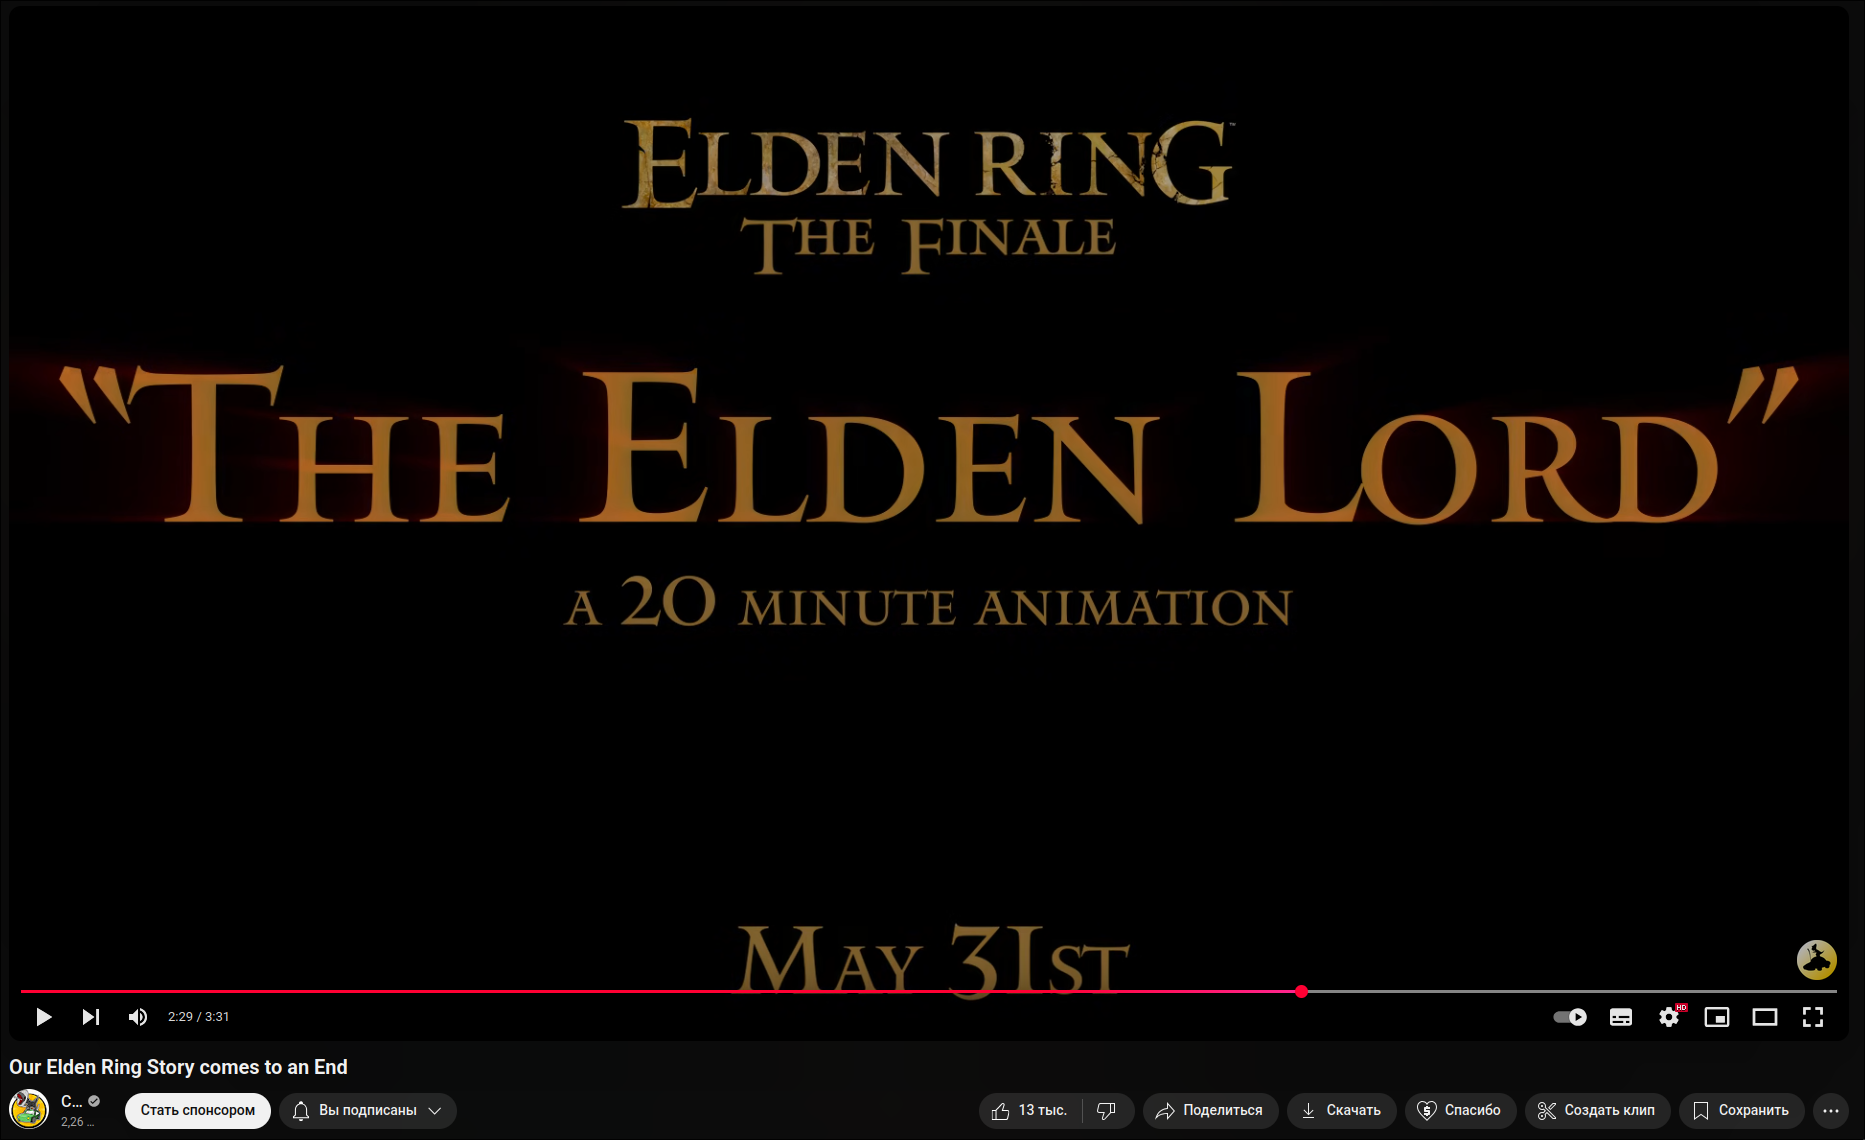 ELDEN RING™
THE FINALE
“THE ELDEN LORD”
A 20 MINUTE ANIMATION
MAY 31ST
2:29 / 3:31
HD
Our Elden Ring Story comes to an End
C...
2,26 ...
Стать спонсором
Вы подписаны
13 тыс.
Поделиться
Скачать
Спасибо
Создать клип
Сохранить